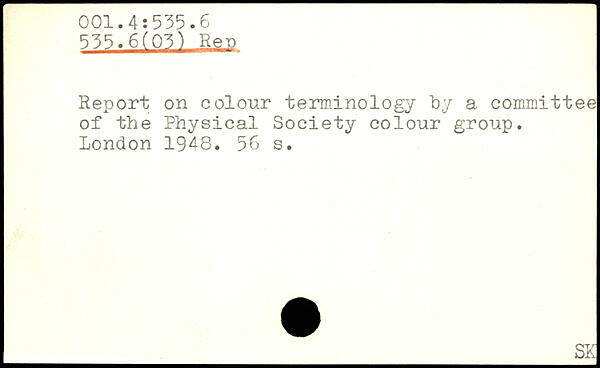 001.4:535.6
535.6(03) Rep
Report on colour terminology by a committee
of the Physical Society colour group.
London 1948. 56 s.
SK